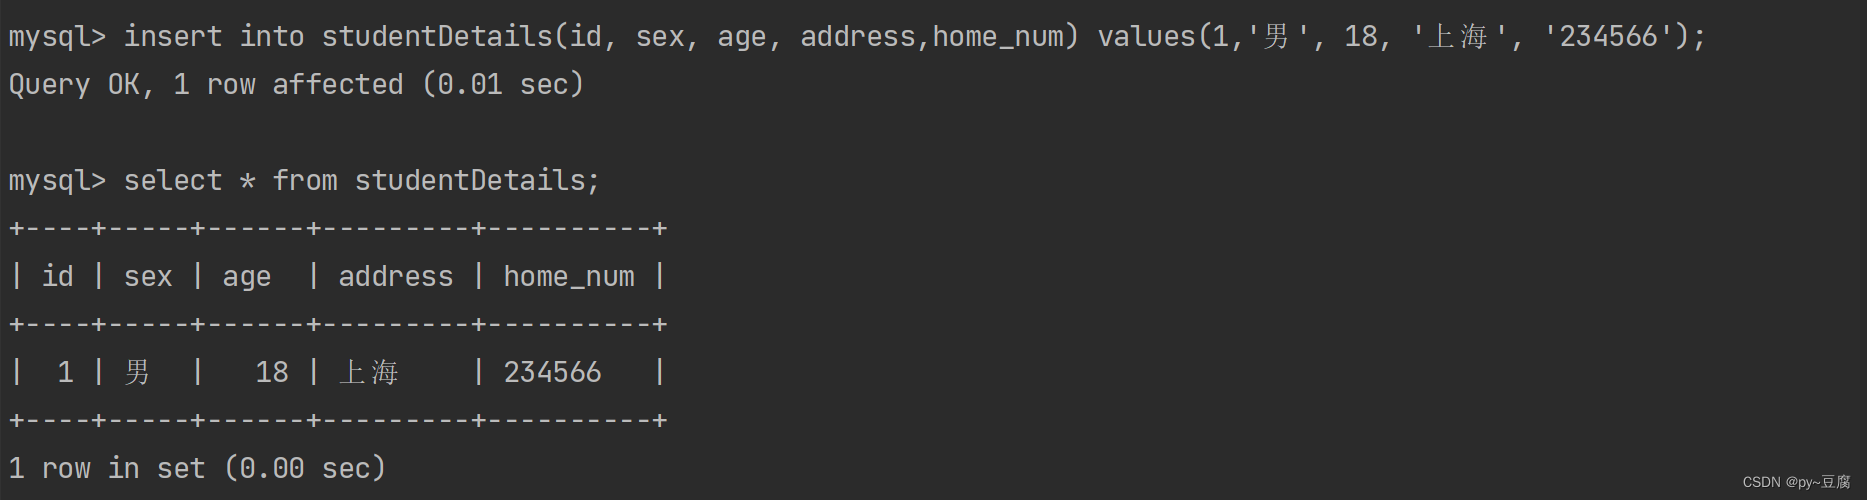 mysql> insert into studentDetails(id, sex, age, address,home_num) values(1,'男', 18, '上海', '234566');
Query OK, 1 row affected (0.01 sec)
mysql> select * from studentDetails;
+----+-----+------+---------+----------+
| id | sex | age  | address | home_num |
+----+-----+------+---------+----------+
|  1 | 男  |   18 | 上海    | 234566   |
+----+-----+------+---------+----------+
1 row in set (0.00 sec)
CSDN @py~豆腐